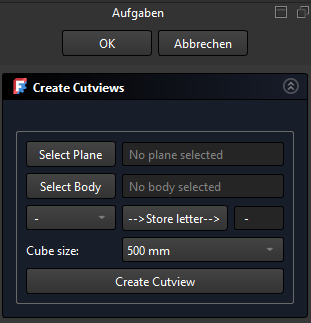 Aufgaben
OK Abbrechen
Create Cutviews
Select Plane No plane selected
Select Body No body selected
- -->Store letter--> -
Cube size: 500 mm
Create Cutview